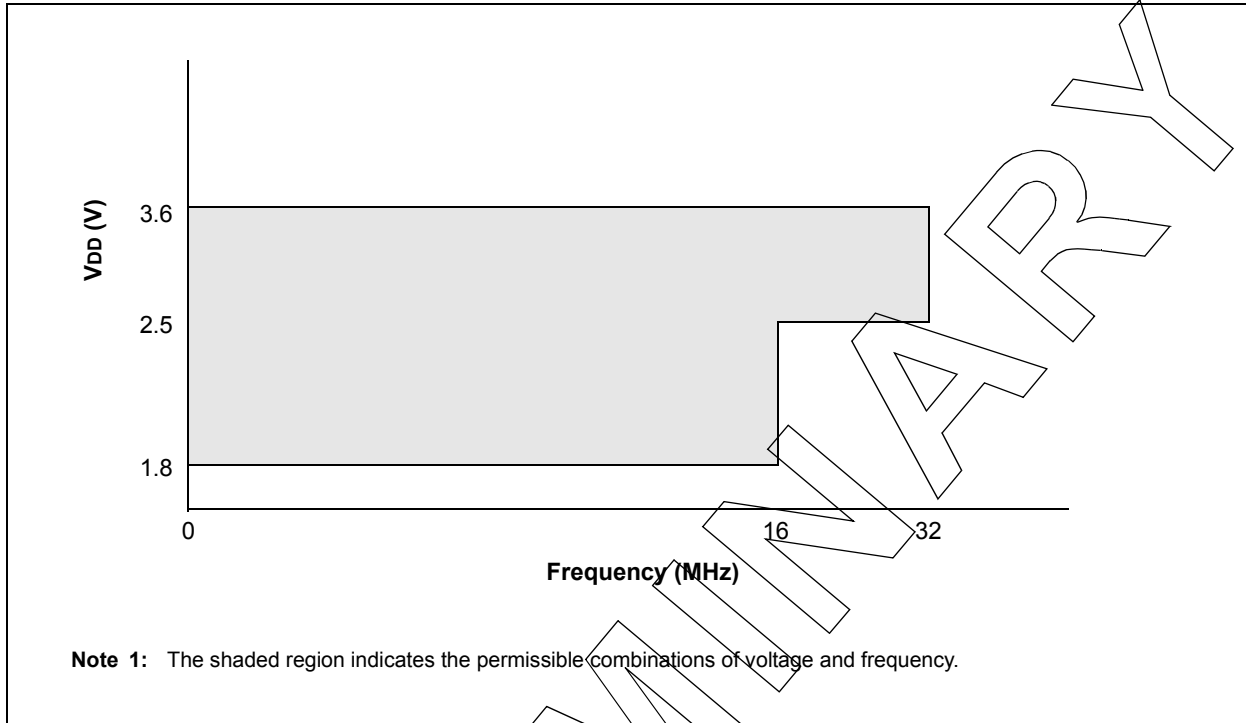 VDD (V)
3.6
2.5
1.8
0
16
32
Frequency (MHz)
Note 1: The shaded region indicates the permissible combinations of voltage and frequency.
MINARY